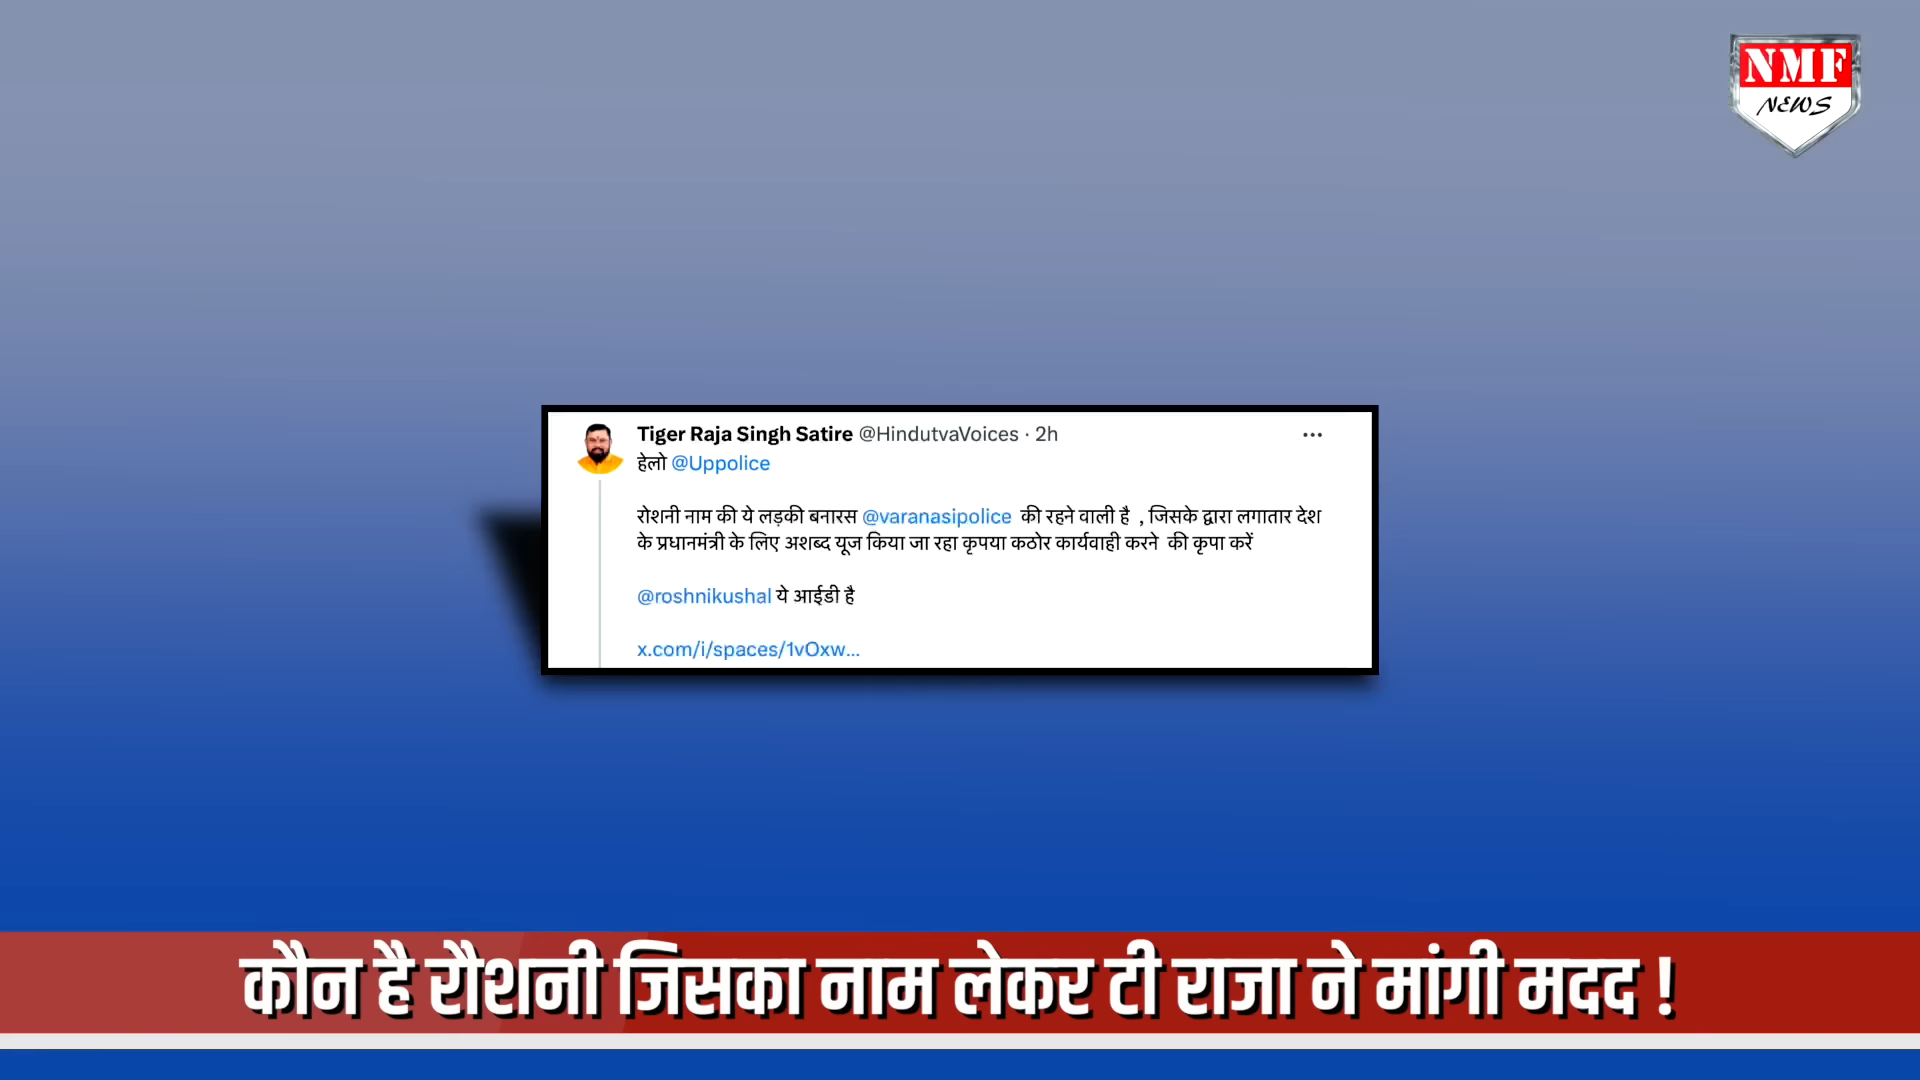 NMF
NEWS
Tiger Raja Singh Satire @HindutvaVoices · 2h
हेलो @Uppolice
रोशनी नाम की ये लड़की बनारस @varanasipolice की रहने वाली है , जिसके द्वारा लगातार देश
के प्रधानमंत्री के लिए अशब्द यूज किया जा रहा कृपया कठोर कार्यवाही करने की कृपा करें
@roshnikushal ये आईडी है
x.com/i/spaces/1vOxw...
कौन है रौशनी जिसका नाम लेकर टी राजा ने मांगी मदद !